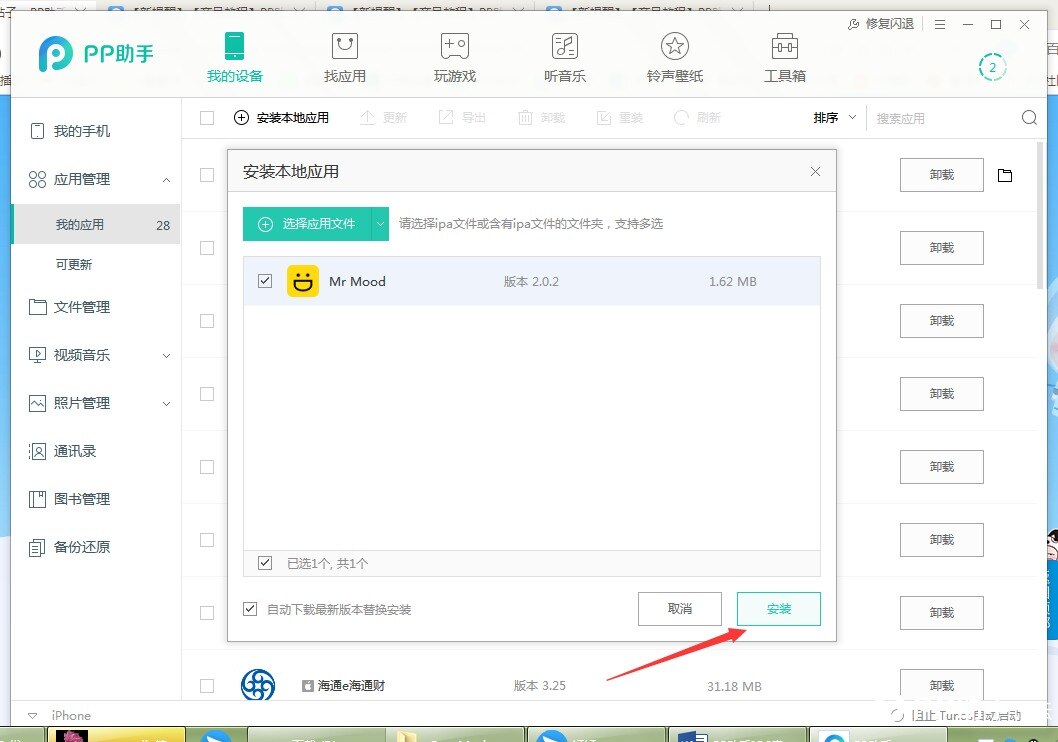 修复闪退
PP助手
我的设备
找应用
玩游戏
听音乐
铃声壁纸
工具箱
2
我的手机
应用管理
我的应用 28
可更新
文件管理
视频音乐
照片管理
通讯录
图书管理
备份还原
安装本地应用 更新 导出 卸载 重装 刷新 排序 搜索应用
安装本地应用
选择应用文件 请选择ipa文件或含有ipa文件的文件夹，支持多选
Mr Mood 版本 2.0.2 1.62 MB
已选1个, 共1个
自动下载最新版本替换安装 取消 安装
卸载
卸载
卸载
卸载
卸载
卸载
卸载
海通e海通财 版本 3.25 31.18 MB 卸载
iPhone